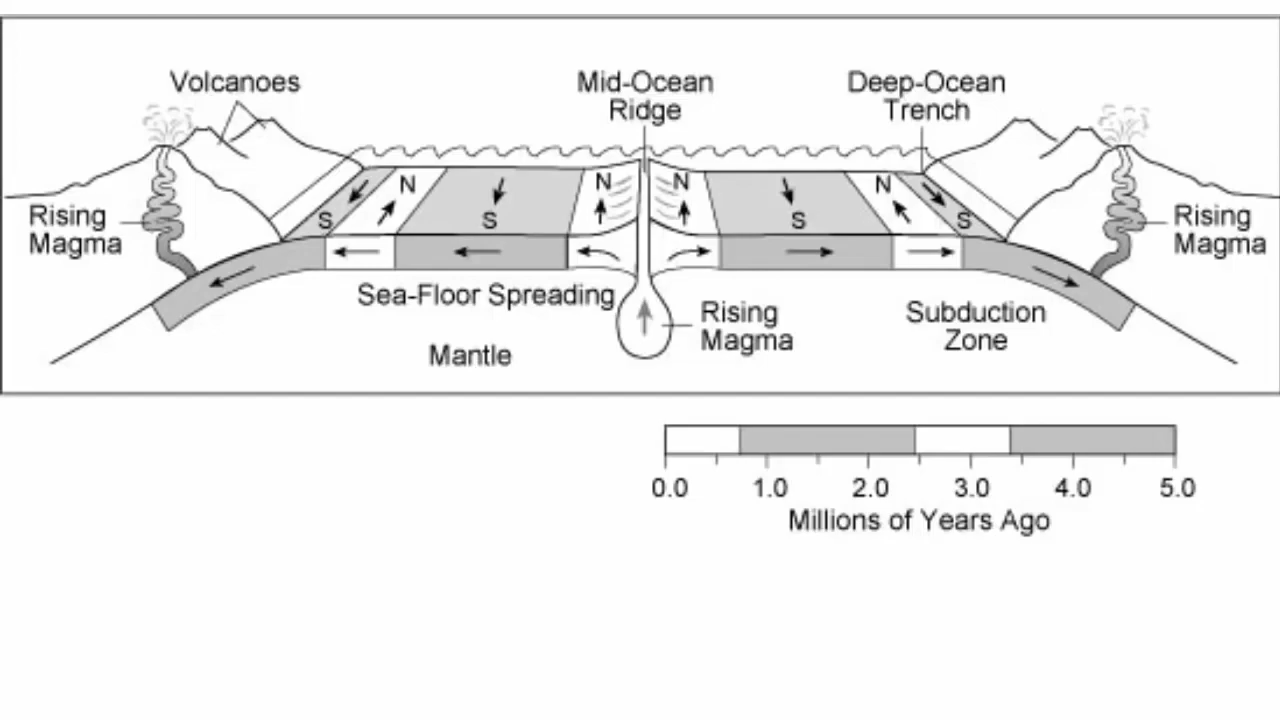 Volcanoes
Mid-Ocean
Ridge
Deep-Ocean
Trench
N
N
N
N
S
S
S
S
Rising
Magma
Rising
Magma
Sea-Floor Spreading
Rising
Magma
Subduction
Zone
Mantle
0.0 1.0 2.0 3.0 4.0 5.0
Millions of Years Ago